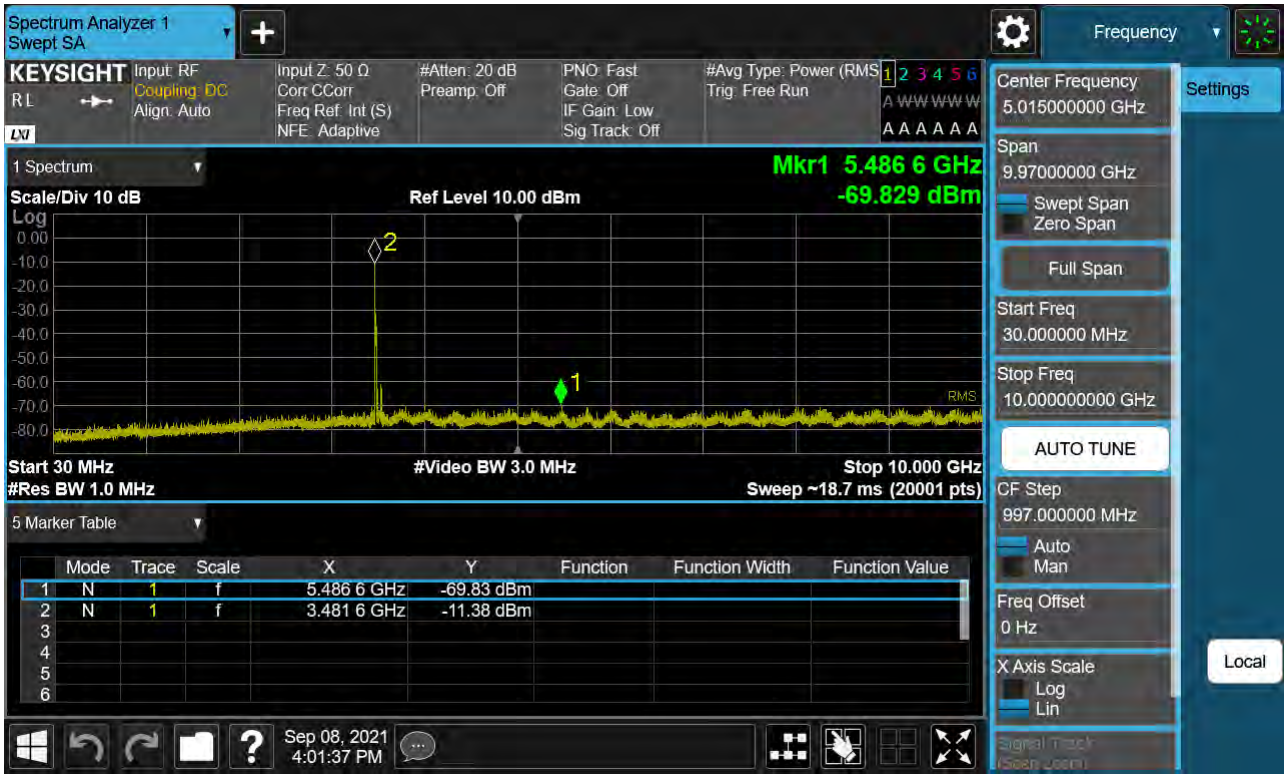 Spectrum Analyzer 1
Swept SA
+
Frequency
KEYSIGHT
RL
LXI
Input: RF
Coupling: DC
Align: Auto
Input Z: 50 Ω
Corr CCorr
Freq Ref: Int (S)
NFE: Adaptive
#Atten: 20 dB
Preamp: Off
PNO: Fast
Gate: Off
IF Gain: Low
Sig Track: Off
#Avg Type: Power (RMS
Trig: Free Run
1 2 3 4 5 6
A W W W W W
A A A A A A
1 Spectrum
Mkr1 5.486 6 GHz
-69.829 dBm
Scale/Div 10 dB
Ref Level 10.00 dBm
Log
0.00
-10.0
-20.0
-30.0
-40.0
-50.0
-60.0
-70.0
-80.0
2
1
RMS
Start 30 MHz
#Video BW 3.0 MHz
Stop 10.000 GHz
#Res BW 1.0 MHz
Sweep ~18.7 ms (20001 pts)
5 Marker Table
Mode Trace Scale X Y Function Function Width Function Value
1 N 1 f 5.486 6 GHz -69.83 dBm
2 N 1 f 3.481 6 GHz -11.38 dBm
3
4
5
6
Center Frequency
5.015000000 GHz
Span
9.97000000 GHz
Swept Span
Zero Span
Full Span
Start Freq
30.000000 MHz
Stop Freq
10.000000000 GHz
AUTO TUNE
CF Step
997.000000 MHz
Auto
Man
Freq Offset
0 Hz
X Axis Scale
Log
Lin
Signal Track
(Span Zoom)
Settings
Local
?
Sep 08, 2021
4:01:37 PM